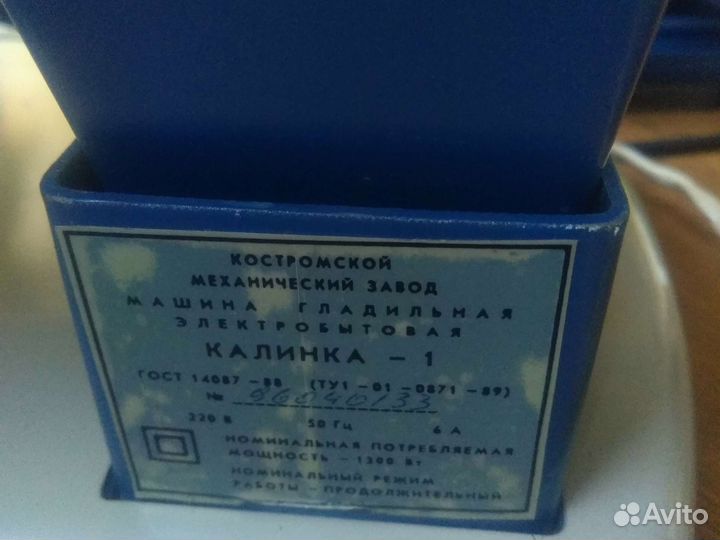 КОСТРОМСКОЙ
МЕХАНИЧЕСКИЙ ЗАВОД
МАШИНА ГЛАДИЛЬНАЯ
ЭЛЕКТРОБЫТОВАЯ
КАЛИНКА - 1
ГОСТ 14087-88 (ТУ1-01-0871-89)
№ 96040133
220 В 50 Гц 6 А
НОМИНАЛЬНАЯ ПОТРЕБЛЯЕМАЯ
МОЩНОСТЬ - 1300 Вт
НОМИНАЛЬНЫЙ РЕЖИМ
РАБОТЫ - ПРОДОЛЖИТЕЛЬНЫЙ
Avito